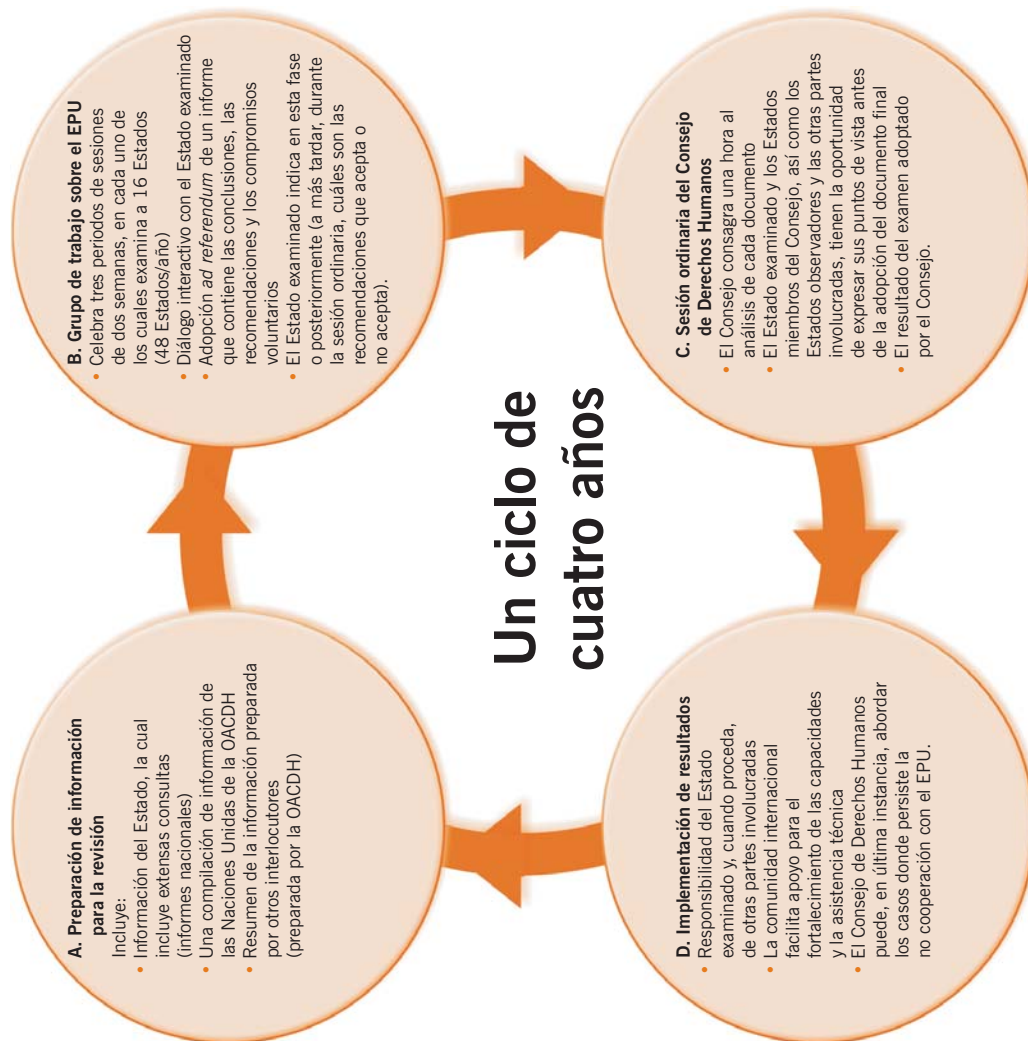 A. Preparación de información
para la revisión
Incluye:
• Información del Estado, la cual
incluye extensas consultas
(informes nacionales)
• Una compilación de información de
las Naciones Unidas de la OACDH
• Resumen de la información preparada
por otros interlocutores
(preparada por la OACDH)
B. Grupo de trabajo sobre el EPU
• Celebra tres periodos de sesiones
de dos semanas, en cada uno de
los cuales examina a 16 Estados
(48 Estados/año)
• Diálogo interactivo con el Estado examinado
• Adopción ad referendum de un informe
que contiene las conclusiones, las
recomendaciones y los compromisos
voluntarios
• El Estado examinado indica en esta fase
o posteriormente (a más tardar, durante
la sesión ordinaria, cuáles son las
recomendaciones que acepta o
no acepta).
Un ciclo de
cuatro años
C. Sesión ordinaria del Consejo
de Derechos Humanos
• El Consejo consagra una hora al
análisis de cada documento
• El Estado examinado y los Estados
miembros del Consejo, así como los
Estados observadores y las otras partes
involucradas, tienen la oportunidad
de expresar sus puntos de vista antes
de la adopción del documento final
• El resultado del examen adoptado
por el Consejo.
D. Implementación de resultados
• Responsibilidad del Estado
examinado y, cuando proceda,
de otras partes involucradas
• La comunidad internacional
facilita apoyo para el
fortalecimiento de las capacidades
y la asistencia técnica
• El Consejo de Derechos Humanos
puede, en última instancia, abordar
los casos donde persiste la
no cooperación con el EPU.